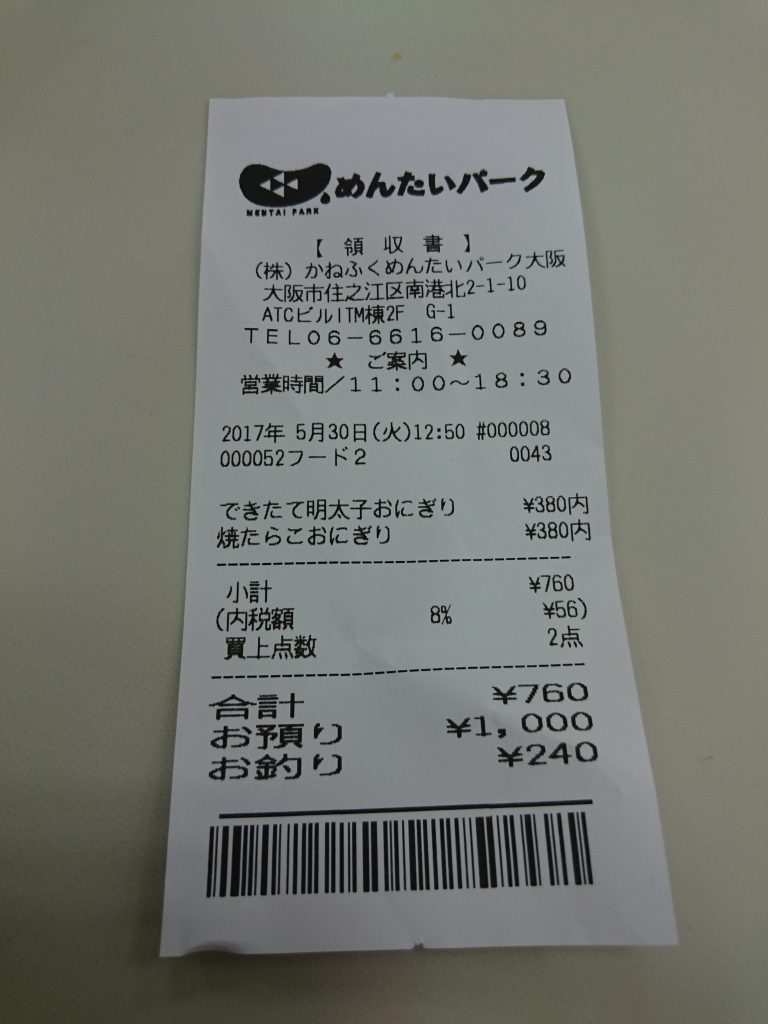 めんたいパーク
MENTAI PARK
【 領 収 書 】
(株)かねふくめんたいパーク大阪
大阪市住之江区南港北2-1-10
ATCビルITM棟2F G-1
TEL06-6616-0089
★ ご案内 ★
営業時間/11:00~18:30
2017年 5月30日(火)12:50 #000008
000052フード2 0043
できたて明太子おにぎり ¥380内
焼たらこおにぎり ¥380内
小計 ¥760
(内税額 8% ¥56)
買上点数 2点
合計 ¥760
お預り ¥1,000
お釣り ¥240